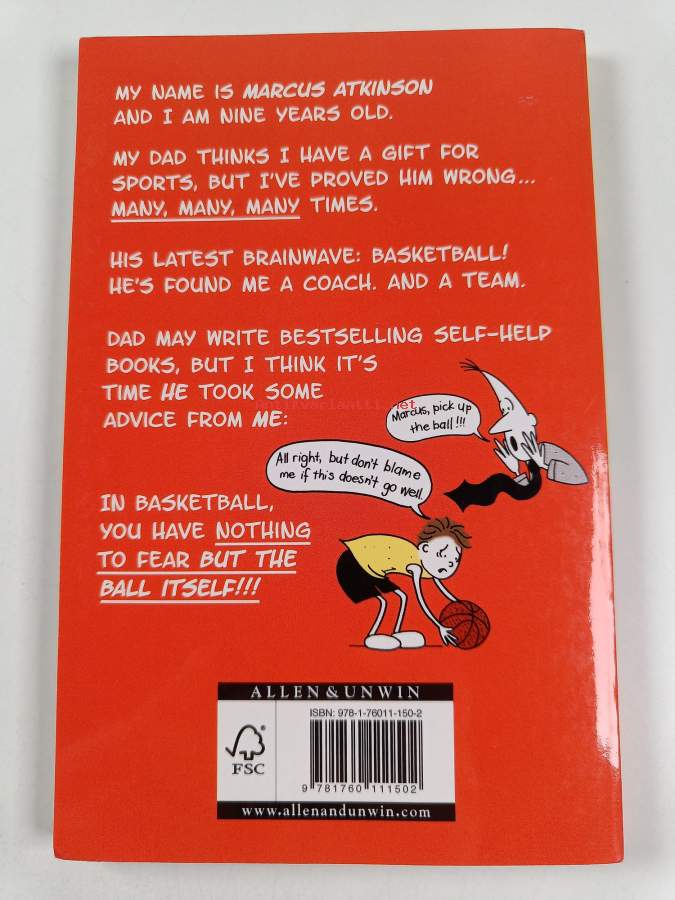 MY NAME IS MARCUS ATKINSON
AND I AM NINE YEARS OLD.
MY DAD THINKS I HAVE A GIFT FOR
SPORTS, BUT I'VE PROVED HIM WRONG...
MANY, MANY, MANY TIMES.
HIS LATEST BRAINWAVE: BASKETBALL!
HE'S FOUND ME A COACH. AND A TEAM.
DAD MAY WRITE BESTSELLING SELF-HELP
BOOKS, BUT I THINK IT'S
TIME HE TOOK SOME
ADVICE FROM ME:
antikvariaatti.net
Marcus, pick up
the ball!!!
All right, but don't blame
me if this doesn't go well.
IN BASKETBALL,
YOU HAVE NOTHING
TO FEAR BUT THE
BALL ITSELF!!!
ALLEN & UNWIN
ISBN: 978-1-76011-150-2
FSC
9 781760 111502
www.allenandunwin.com